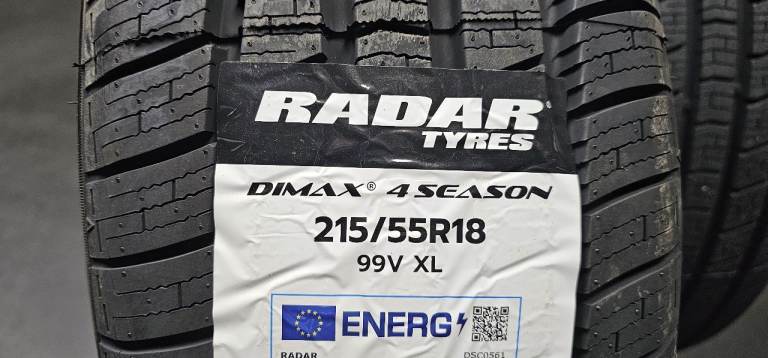 RADAR
TYRES
DIMAX® 4 SEASON
215/55R18
99V XL
ENERG
RADAR
DSC0561